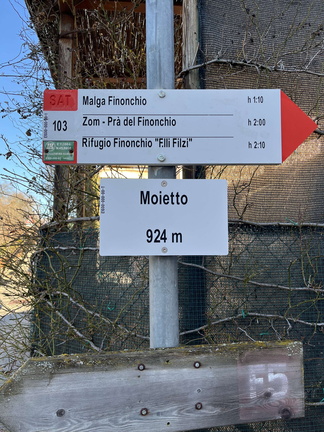 SAT
Malga Finonchio h 1:10
103
Zom - Prà del Finonchio h 2:00
Rifugio Finonchio "Elli Filzi" h 2:10
Moietto
924 m